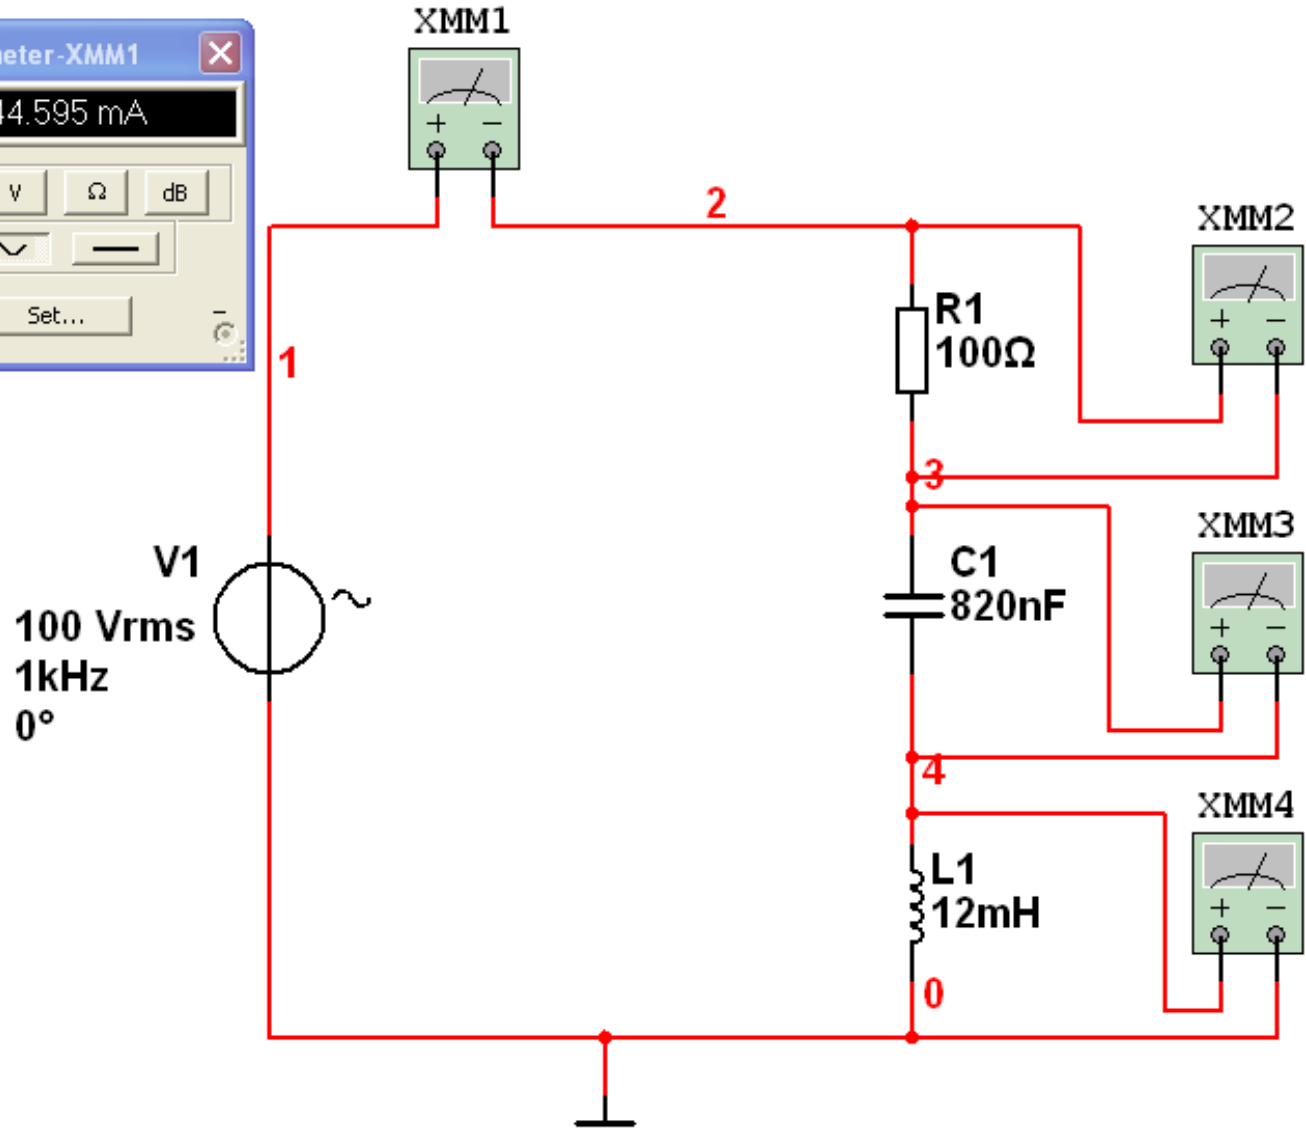 XMM1
eter-XMM1
44.595 mA
V
Ω
dB
Set...
+ −
2
1
XMM2
+ −
R1
100Ω
3
XMM3
+ −
V1
100 Vrms
1kHz
0°
C1
820nF
4
XMM4
+ −
L1
12mH
0